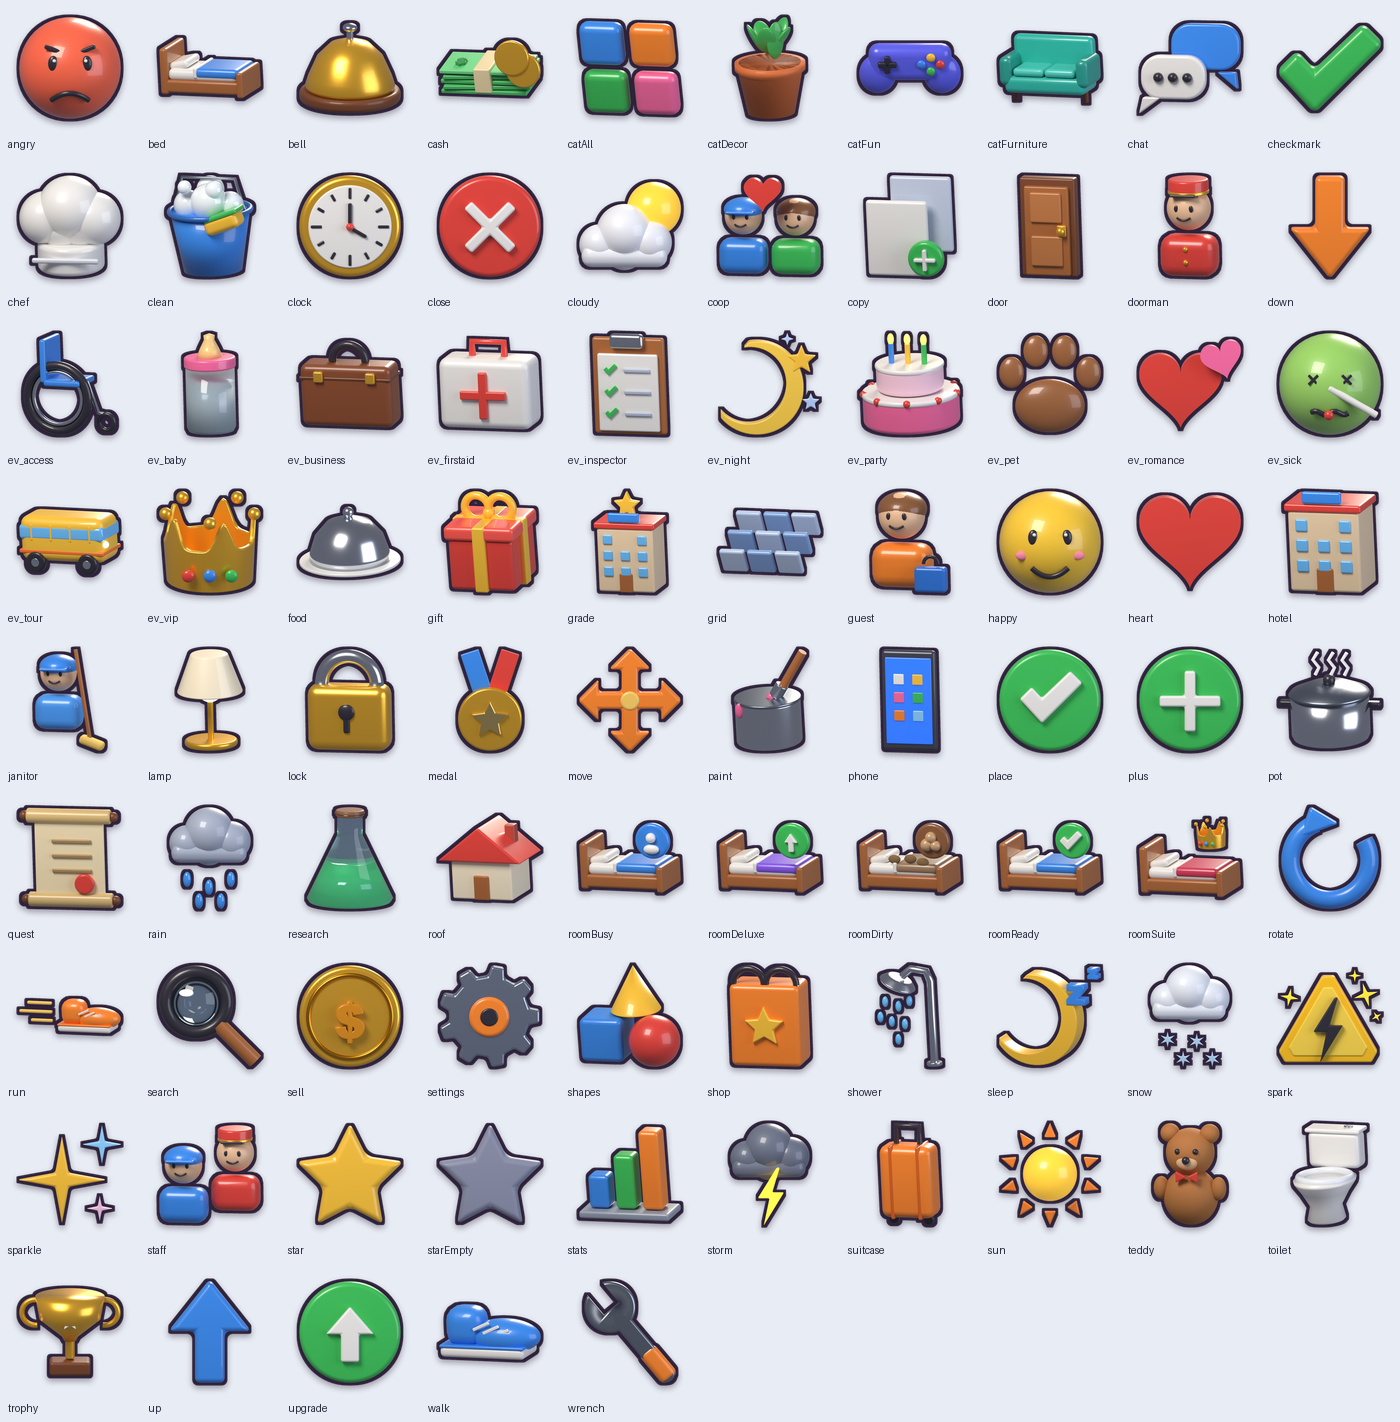 angry bed bell cash catAll catDecor catFun catFurniture chat checkmark
chef clean clock close cloudy coop copy door doorman down
ev_access ev_baby ev_business ev_firstaid ev_inspector ev_night ev_party ev_pet ev_romance ev_sick
ev_tour ev_vip food gift grade grid guest happy heart hotel
janitor lamp lock medal move paint phone place plus pot
quest rain research roof roomBusy roomDeluxe roomDirty roomReady roomSuite rotate
$
z
z
run search sell settings shapes shop shower sleep snow spark
sparkle staff star starEmpty stats storm suitcase sun teddy toilet
trophy up upgrade walk wrench